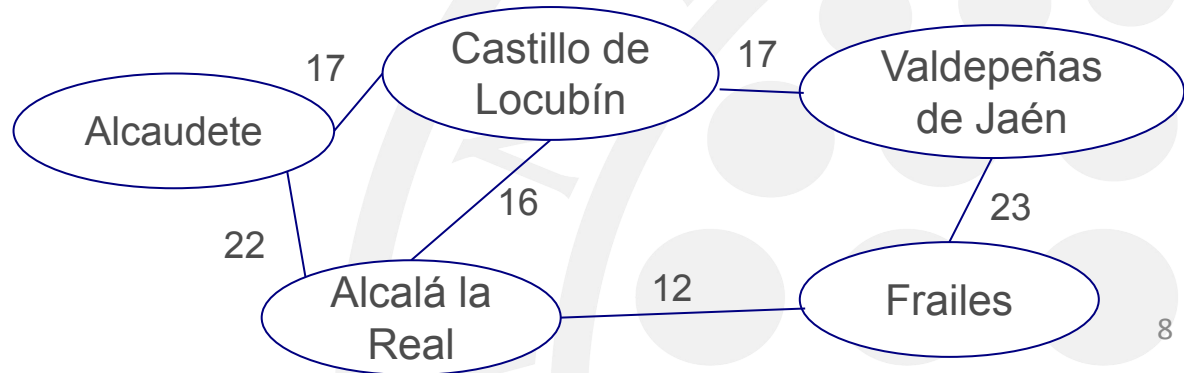 Castillo de
Locubín
17
17
Valdepeñas
de Jaén
Alcaudete
16
23
22
Alcalá la
Real
12
Frailes
8